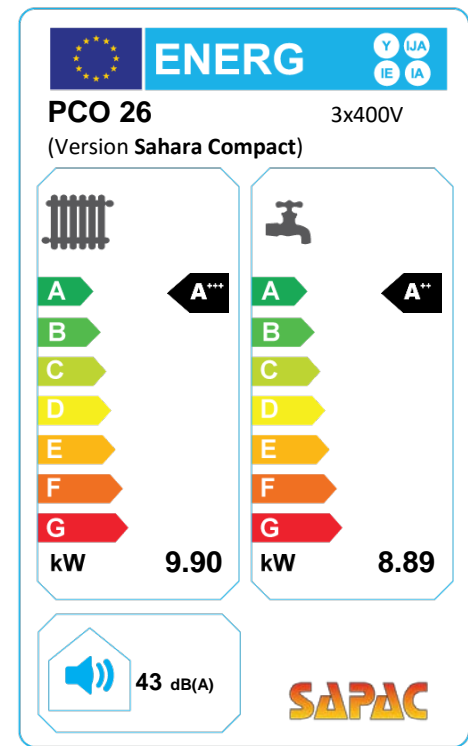 ENERG
Y IJA
IE IA
PCO 26 3x400V
(Version Sahara Compact)
A A+++
B
C
D
E
F
G
kW 9.90
A A++
B
C
D
E
F
G
kW 8.89
43 dB(A)
SAPAC